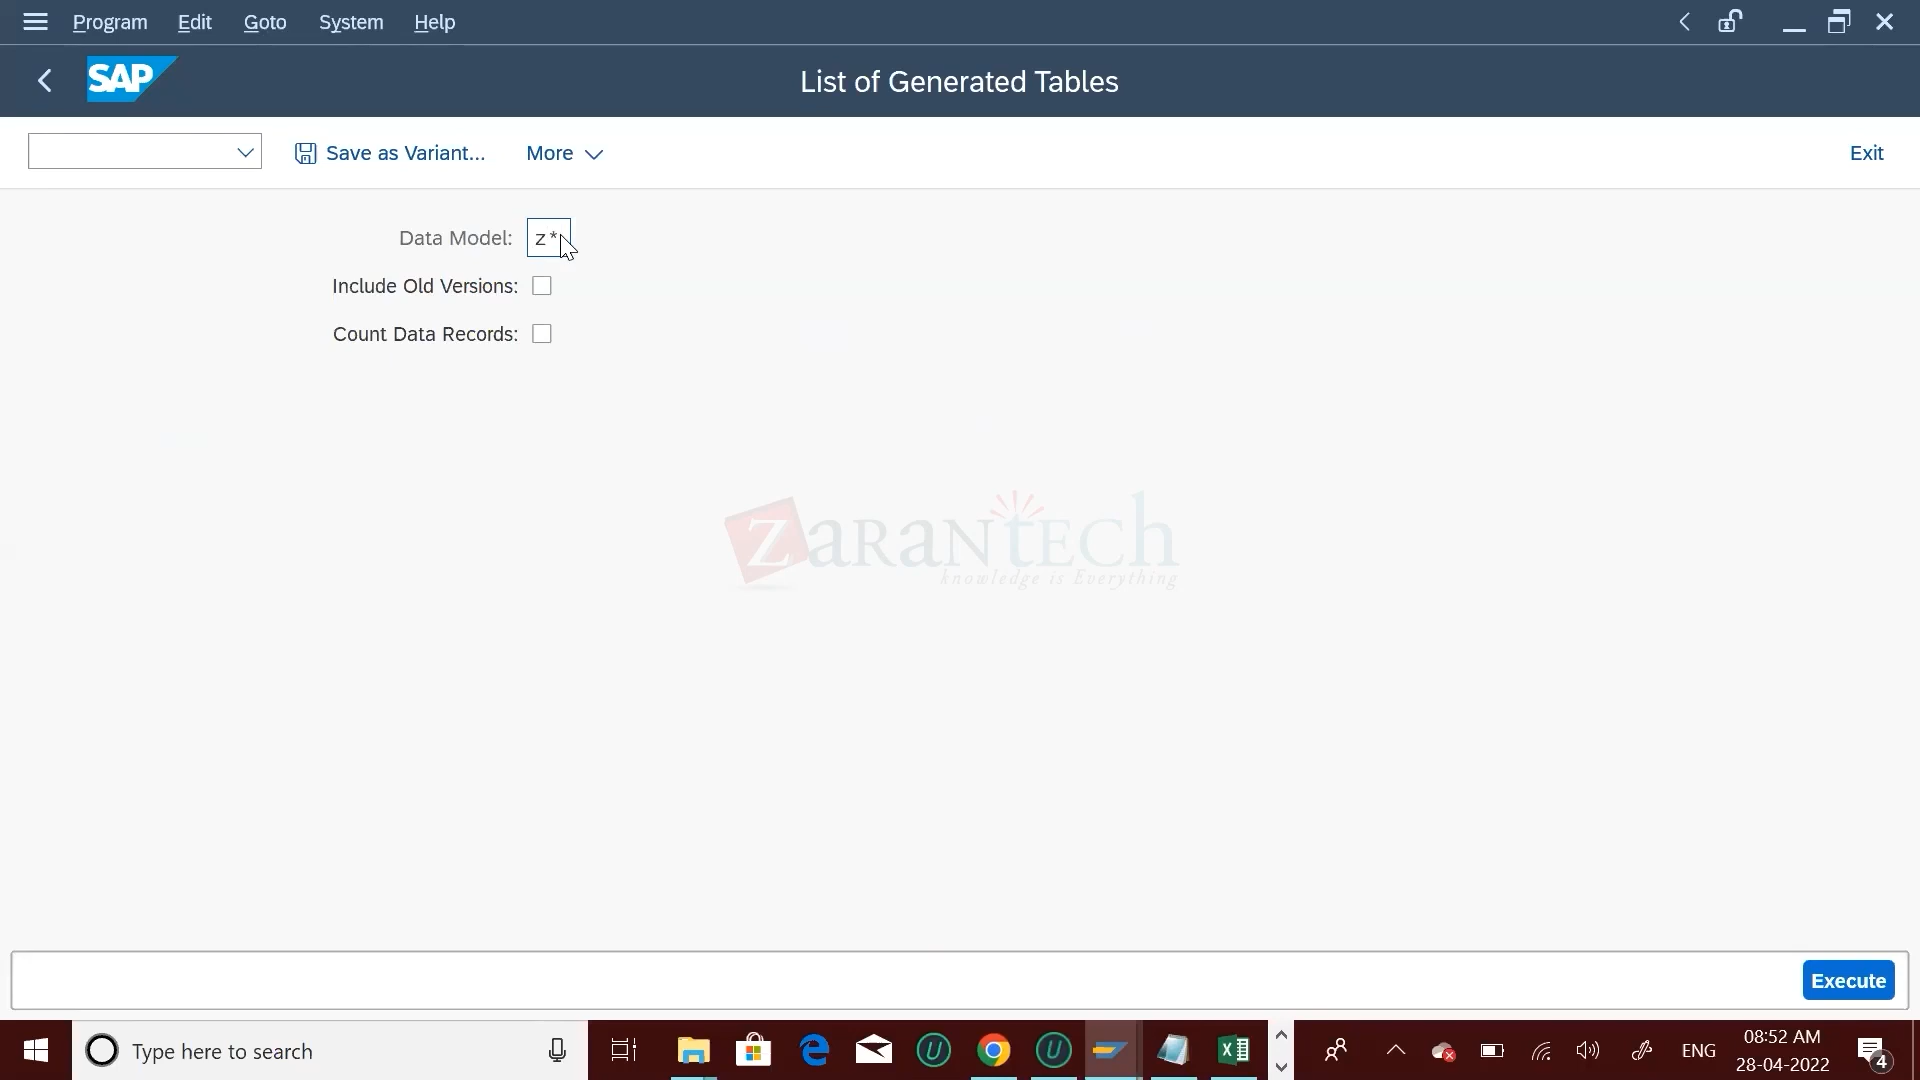 Program Edit Goto System Help
SAP
List of Generated Tables
Save as Variant... More Exit
Data Model: z*
Include Old Versions:
Count Data Records:
ZaranTech
knowledge is Everything
Execute
Type here to search
ENG
08:52 AM
28-04-2022
4